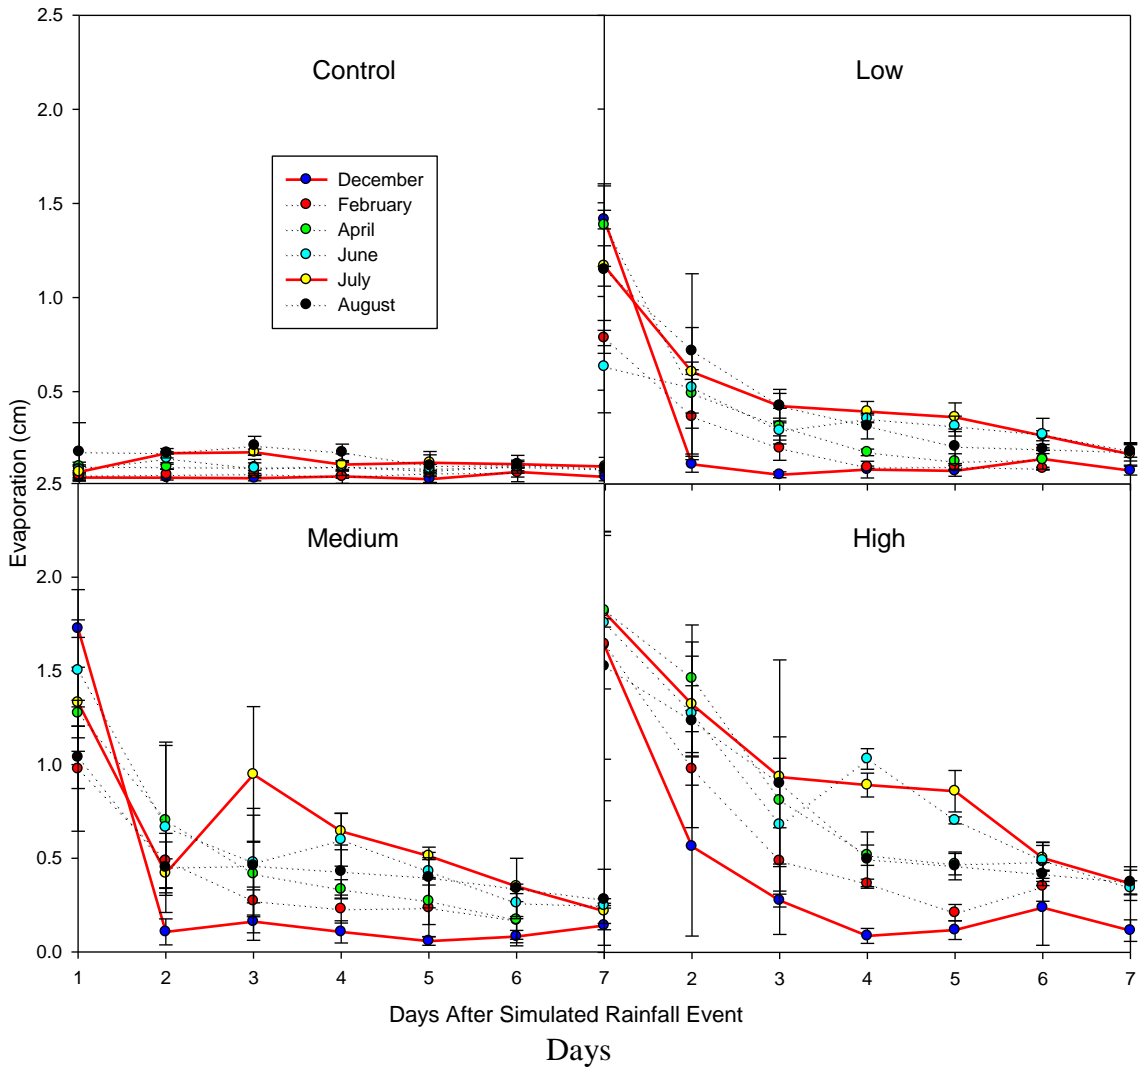 2.5
Control
Low
2.0
1.5
December
February
April
June
July
August
1.0
0.5
Evaporation (cm)
2.5
Medium
High
2.0
1.5
1.0
0.5
0.0
1 2 3 4 5 6 7 2 3 4 5 6 7
Days After Simulated Rainfall Event
Days